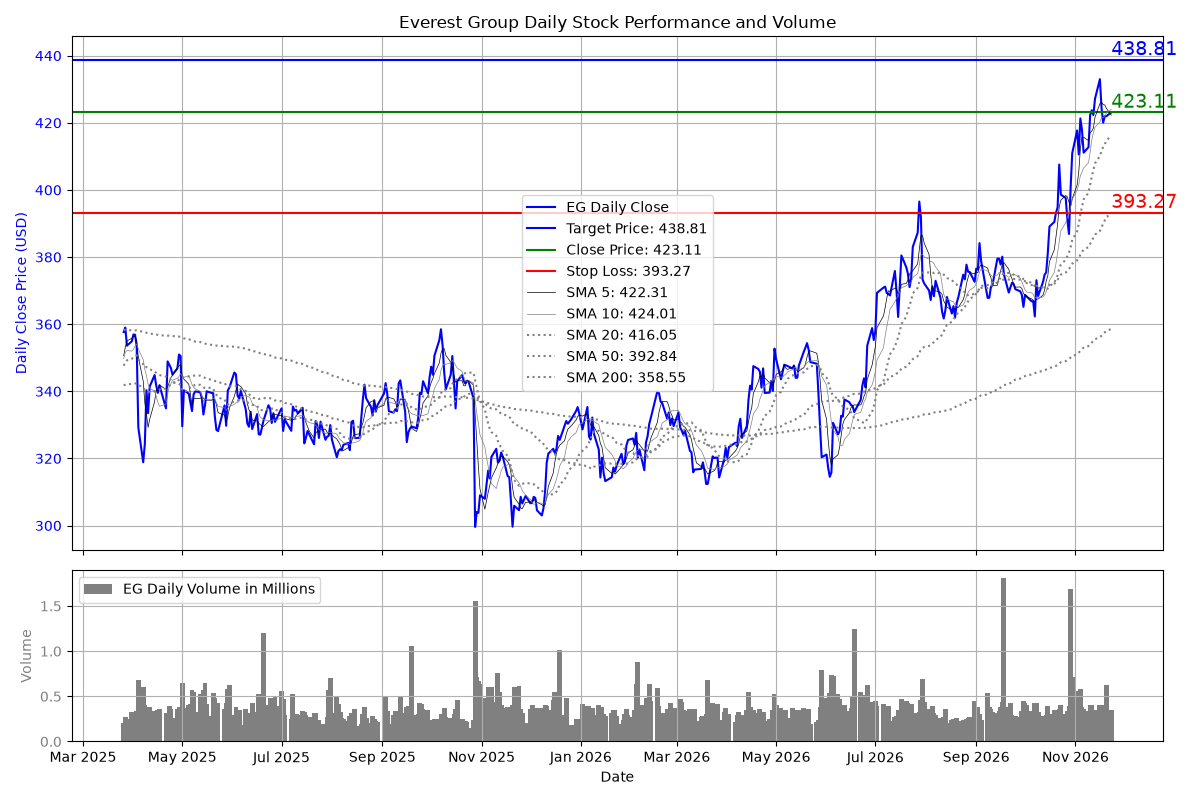 Everest Group Daily Stock Performance and Volume
438.81
423.11
393.27
440
420
400
380
360
340
320
300
Daily Close Price (USD)
EG Daily Close
Target Price: 438.81
Close Price: 423.11
Stop Loss: 393.27
SMA 5: 422.31
SMA 10: 424.01
SMA 20: 416.05
SMA 50: 392.84
SMA 200: 358.55
EG Daily Volume in Millions
1.5
1.0
0.5
0.0
Volume
Mar 2025 May 2025 Jul 2025 Sep 2025 Nov 2025 Jan 2026 Mar 2026 May 2026 Jul 2026 Sep 2026 Nov 2026
Date